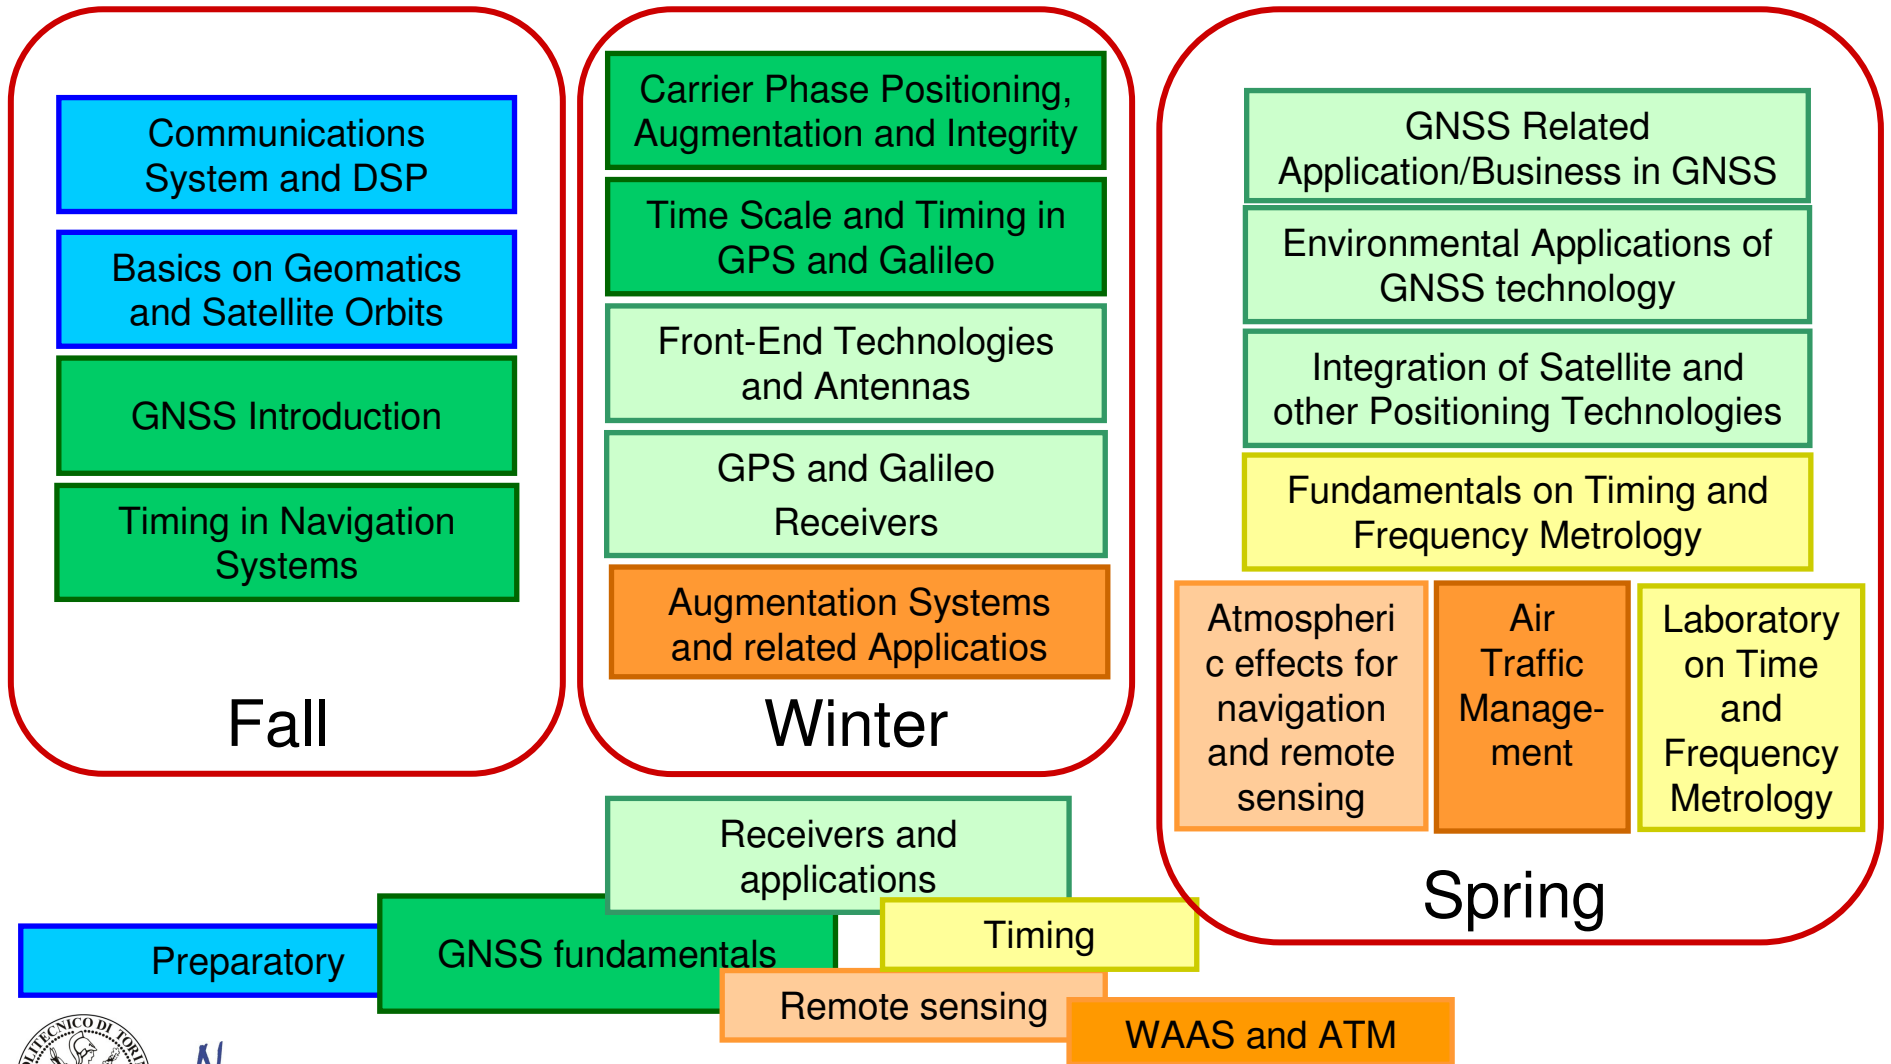 Communications
System and DSP
Basics on Geomatics
and Satellite Orbits
GNSS Introduction
Timing in Navigation
Systems
Fall
Carrier Phase Positioning,
Augmentation and Integrity
Time Scale and Timing in
GPS and Galileo
Front-End Technologies
and Antennas
GPS and Galileo
Receivers
Augmentation Systems
and related Applicatios
Winter
GNSS Related
Application/Business in GNSS
Environmental Applications of
GNSS technology
Integration of Satellite and
other Positioning Technologies
Fundamentals on Timing and
Frequency Metrology
Atmospheri
c effects for
navigation
and remote
sensing
Air
Traffic
Manage-
ment
Laboratory
on Time
and
Frequency
Metrology
Spring
Receivers and
applications
Preparatory
GNSS fundamentals
Timing
Remote sensing
WAAS and ATM